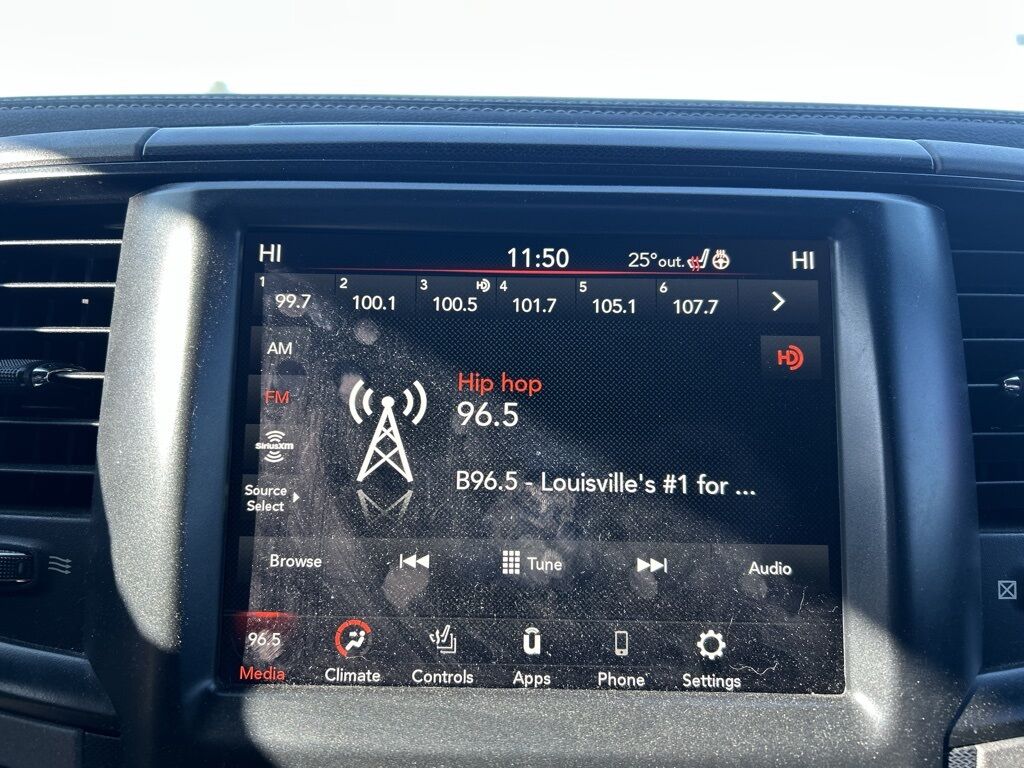 HI 11:50 25°out. HI
1 2 3 HD 4 5 6
99.7 100.1 100.5 101.7 105.1 107.7
AM
HD
FM
Hip hop
96.5
SiriusXM
B96.5 - Louisville's #1 for ...
Source
Select
Browse Tune Audio
96.5
Media Climate Controls Apps Phone Settings